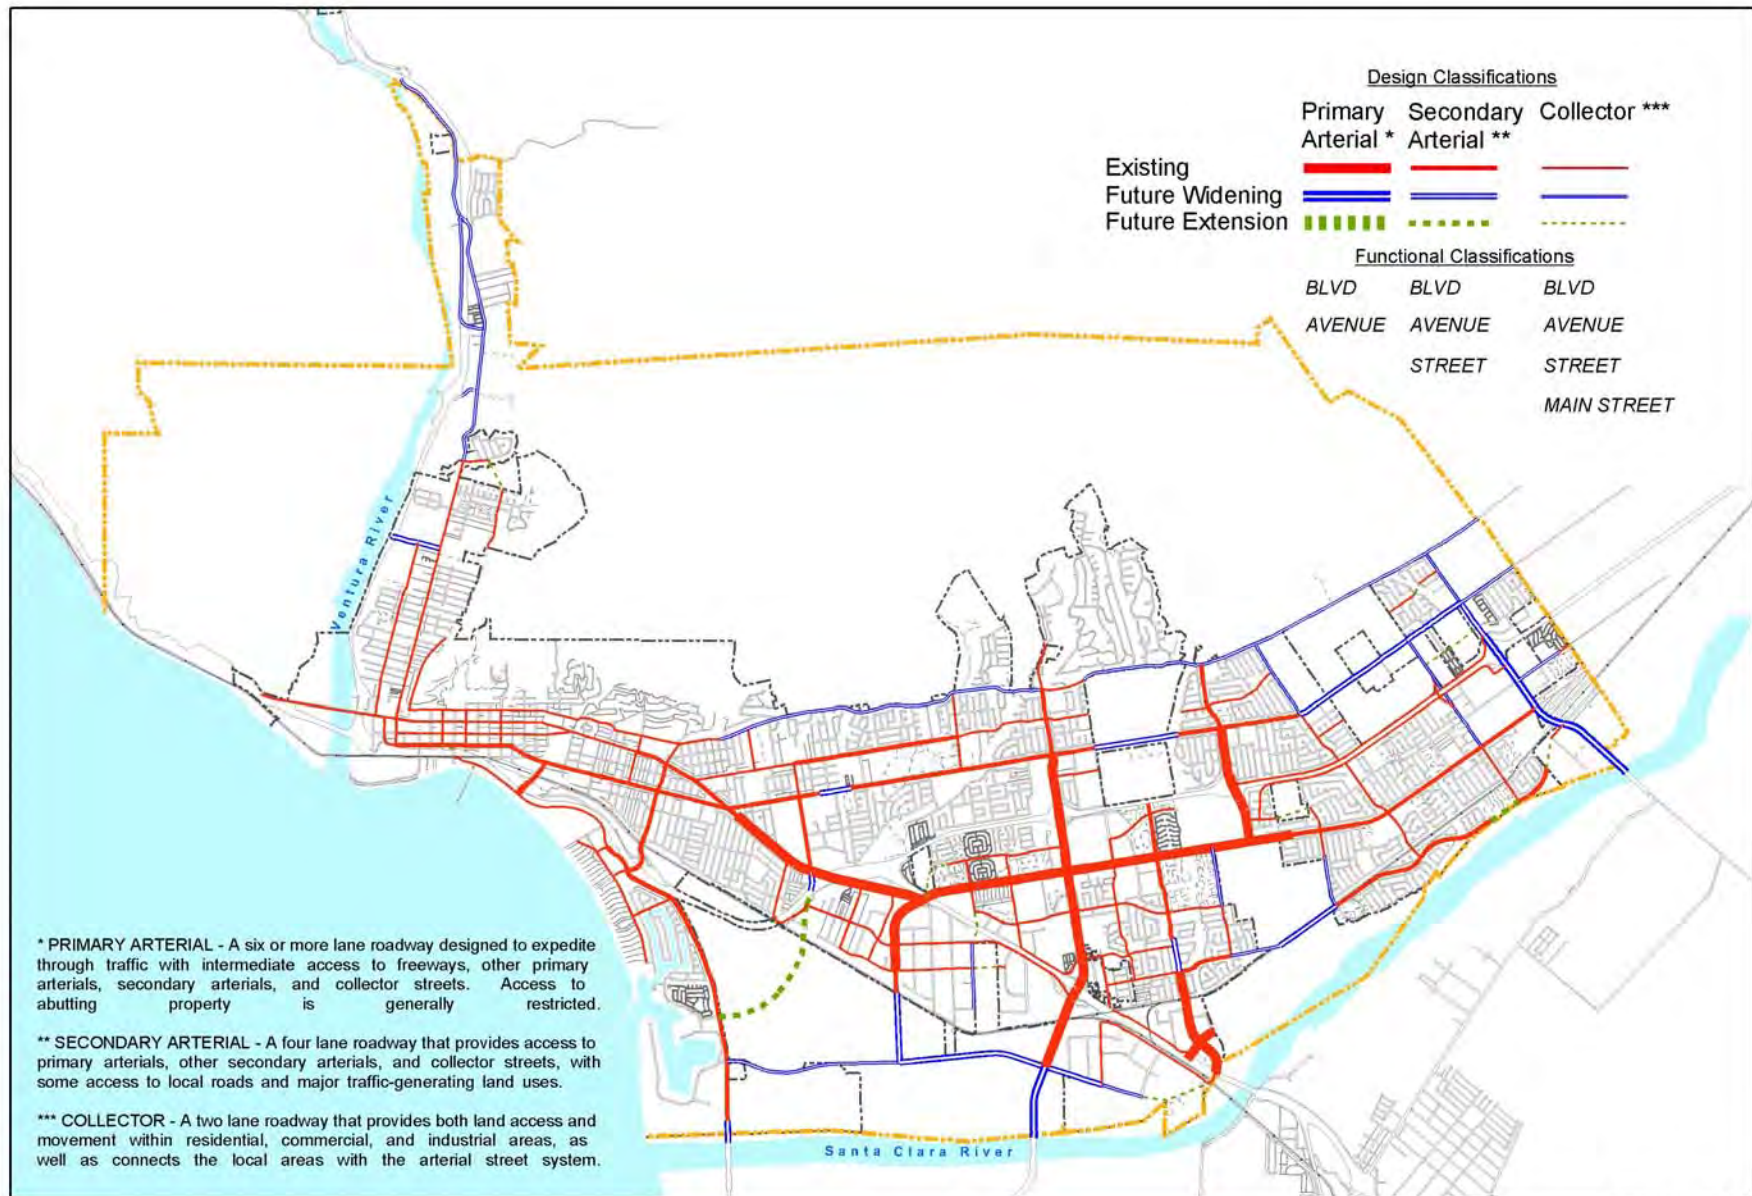 Design Classifications
Primary Secondary Collector ***
Arterial * Arterial **
Existing
Future Widening
Future Extension
Functional Classifications
BLVD BLVD BLVD
AVENUE AVENUE AVENUE
STREET STREET
MAIN STREET
Ventura River
* PRIMARY ARTERIAL - A six or more lane roadway designed to expedite
through traffic with intermediate access to freeways, other primary
arterials, secondary arterials, and collector streets. Access to
abutting property is generally restricted.
** SECONDARY ARTERIAL - A four lane roadway that provides access to
primary arterials, other secondary arterials, and collector streets, with
some access to local roads and major traffic-generating land uses.
*** COLLECTOR - A two lane roadway that provides both land access and
movement within residential, commercial, and industrial areas, as
well as connects the local areas with the arterial street system.
Santa Clara River